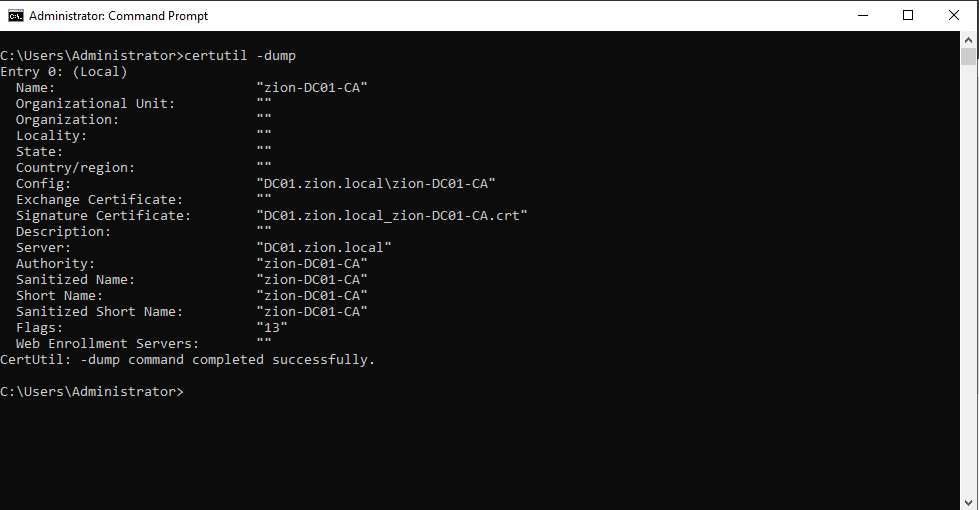 Administrator: Command Prompt
C:\Users\Administrator>certutil -dump
Entry 0: (Local)
  Name:                         "zion-DC01-CA"
  Organizational Unit:          ""
  Organization:                 ""
  Locality:                     ""
  State:                        ""
  Country/region:               ""
  Config:                       "DC01.zion.local\zion-DC01-CA"
  Exchange Certificate:         ""
  Signature Certificate:        "DC01.zion.local_zion-DC01-CA.crt"
  Description:                  ""
  Server:                       "DC01.zion.local"
  Authority:                    "zion-DC01-CA"
  Sanitized Name:               "zion-DC01-CA"
  Short Name:                   "zion-DC01-CA"
  Sanitized Short Name:         "zion-DC01-CA"
  Flags:                        "13"
  Web Enrollment Servers:       ""
CertUtil: -dump command completed successfully.
C:\Users\Administrator>